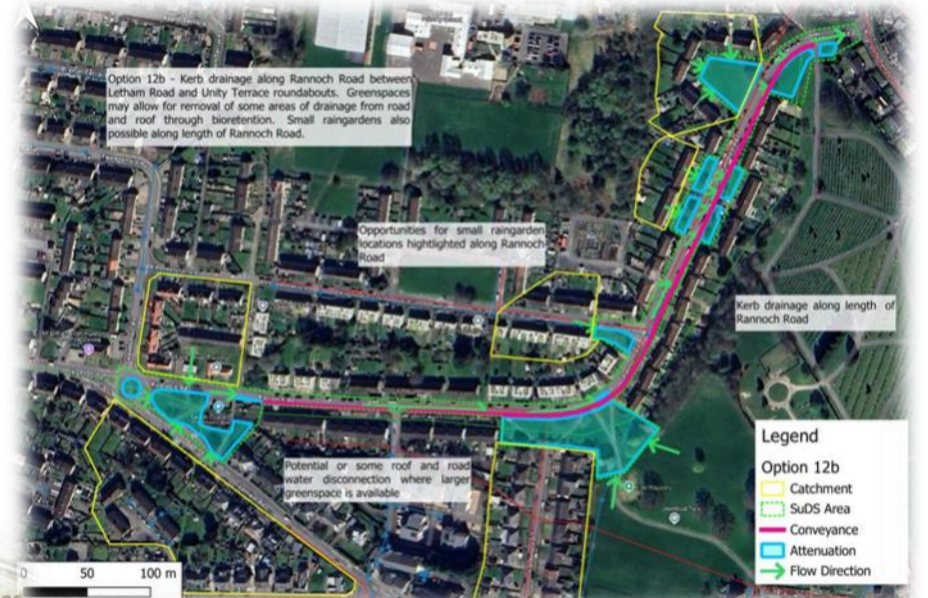 Option 12b - Kerb drainage along Rannoch Road between
Letham Road and Unity Terrace roundabouts. Greenspaces
may allow for removal of some areas of drainage from road
and roof through bioretention. Small raingardens also
possible along length of Rannoch Road.
Opportunities for small raingarden
locations hightlighted along Rannoch
Road
Kerb drainage along length of
Rannoch Road
Potential or some roof and road
water disconnection where larger
greenspace is available
Legend
Option 12b
Catchment
SuDS Area
Conveyance
Attenuation
Flow Direction
0 50 100 m